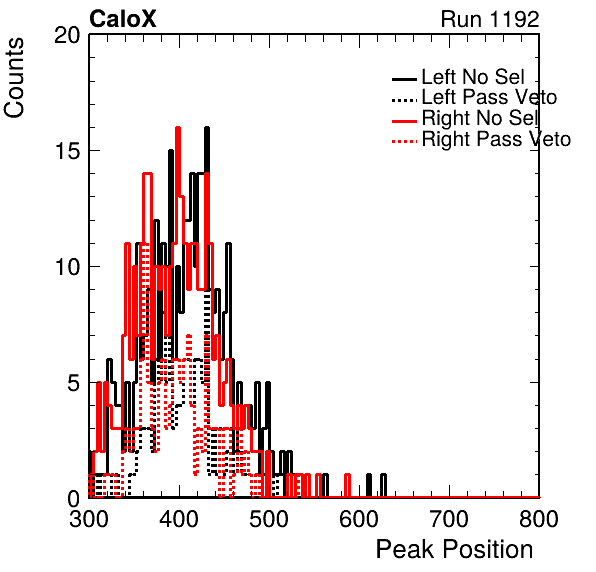 CaloX Run 1192
Counts
20
15
10
5
0
Left No Sel
Left Pass Veto
Right No Sel
Right Pass Veto
300 400 500 600 700 800
Peak Position